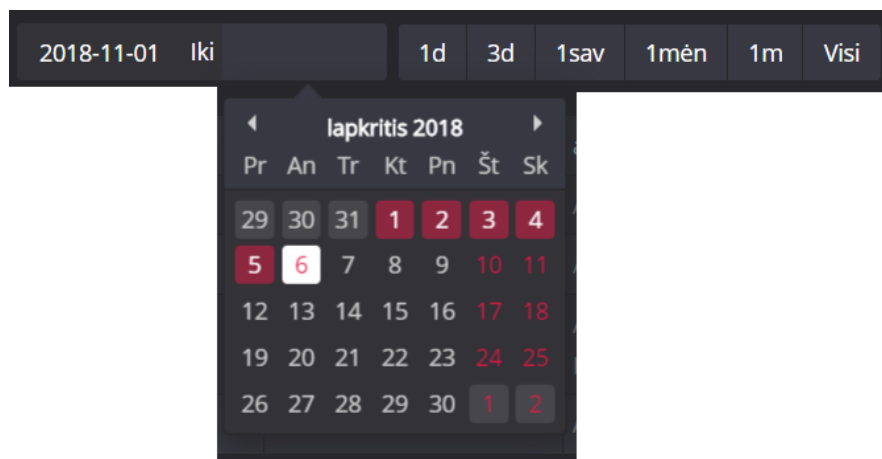 2018-11-01 Iki 1d 3d 1sav 1mėn 1m Visi
lapkritis 2018
Pr An Tr Kt Pn Št Sk
29 30 31 1 2 3 4
5 6 7 8 9 10 11
12 13 14 15 16 17 18
19 20 21 22 23 24 25
26 27 28 29 30 1 2